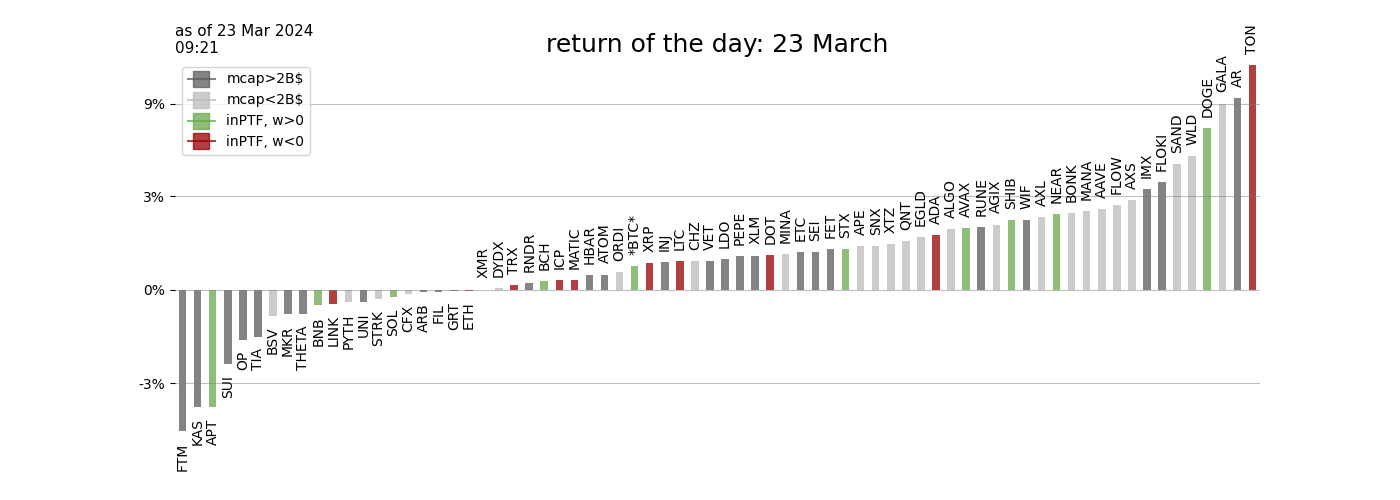 as of 23 Mar 2024
09:21
return of the day: 23 March
mcap>2B$
mcap<2B$
inPTF, w>0
inPTF, w<0
9%
3%
0%
-3%
FTM
KAS
APT
SUI
OP
TIA
BSV
MKR
THETA
BNB
LINK
PYTH
UNI
STRK
SOL
CFX
ARB
FIL
GRT
ETH
XMR
DYDX
TRX
RNDR
BCH
ICP
MATIC
HBAR
ATOM
ORDI
*BTC*
XRP
INJ
LTC
CHZ
VET
LDO
PEPE
XLM
DOT
MINA
ETC
SEI
FET
STX
APE
SNX
XTZ
QNT
EGLD
ADA
ALGO
AVAX
RUNE
AGIX
SHIB
WIF
AXL
NEAR
BONK
MANA
AAVE
FLOW
AXS
IMX
FLOKI
SAND
WLD
DOGE
GALA
AR
TON